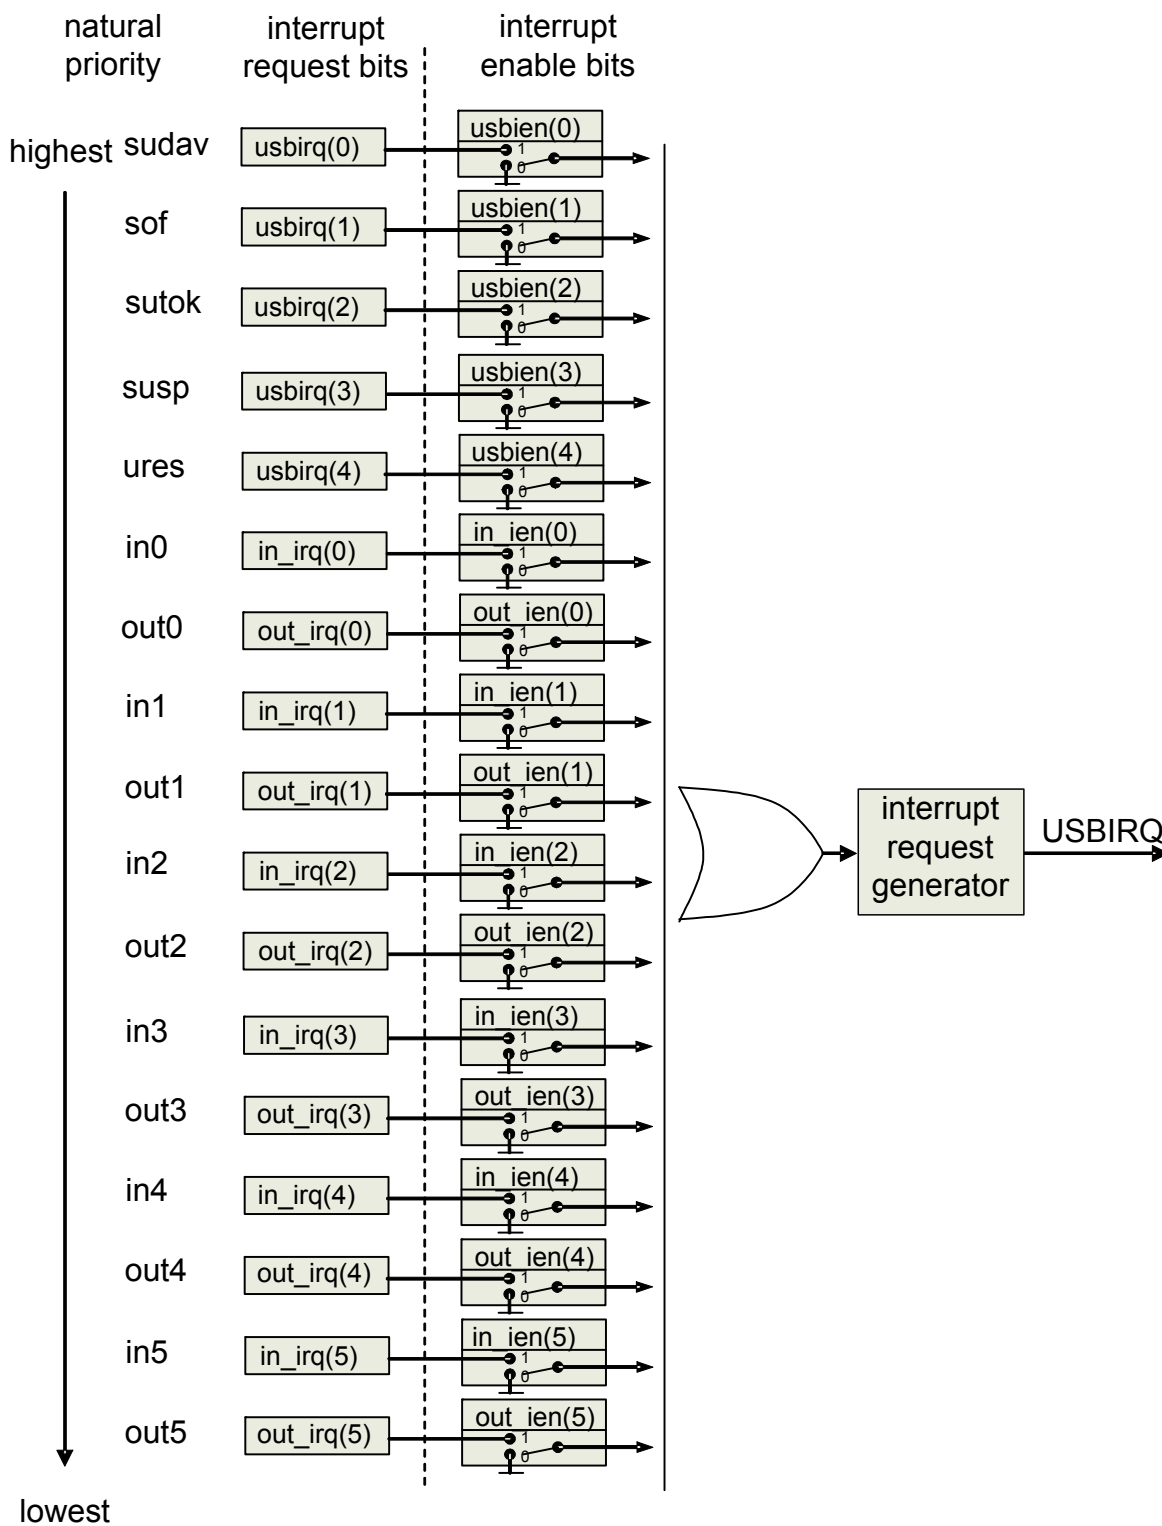 natural
priority
interrupt
request bits
interrupt
enable bits
highest
sudav
usbirq(0)
usbien(0)
1
0
sof
usbirq(1)
usbien(1)
1
0
sutok
usbirq(2)
usbien(2)
1
0
susp
usbirq(3)
usbien(3)
1
0
ures
usbirq(4)
usbien(4)
1
0
in0
in_irq(0)
in_ien(0)
1
0
out0
out_irq(0)
out_ien(0)
1
0
in1
in_irq(1)
in_ien(1)
1
0
out1
out_irq(1)
out_ien(1)
1
0
interrupt
request
generator
USBIRQ
in2
in_irq(2)
in_ien(2)
1
0
out2
out_irq(2)
out_ien(2)
1
0
in3
in_irq(3)
in_ien(3)
1
0
out3
out_irq(3)
out_ien(3)
1
0
in4
in_irq(4)
in_ien(4)
1
0
out4
out_irq(4)
out_ien(4)
1
0
in5
in_irq(5)
in_ien(5)
1
0
out5
out_irq(5)
out_ien(5)
1
0
lowest